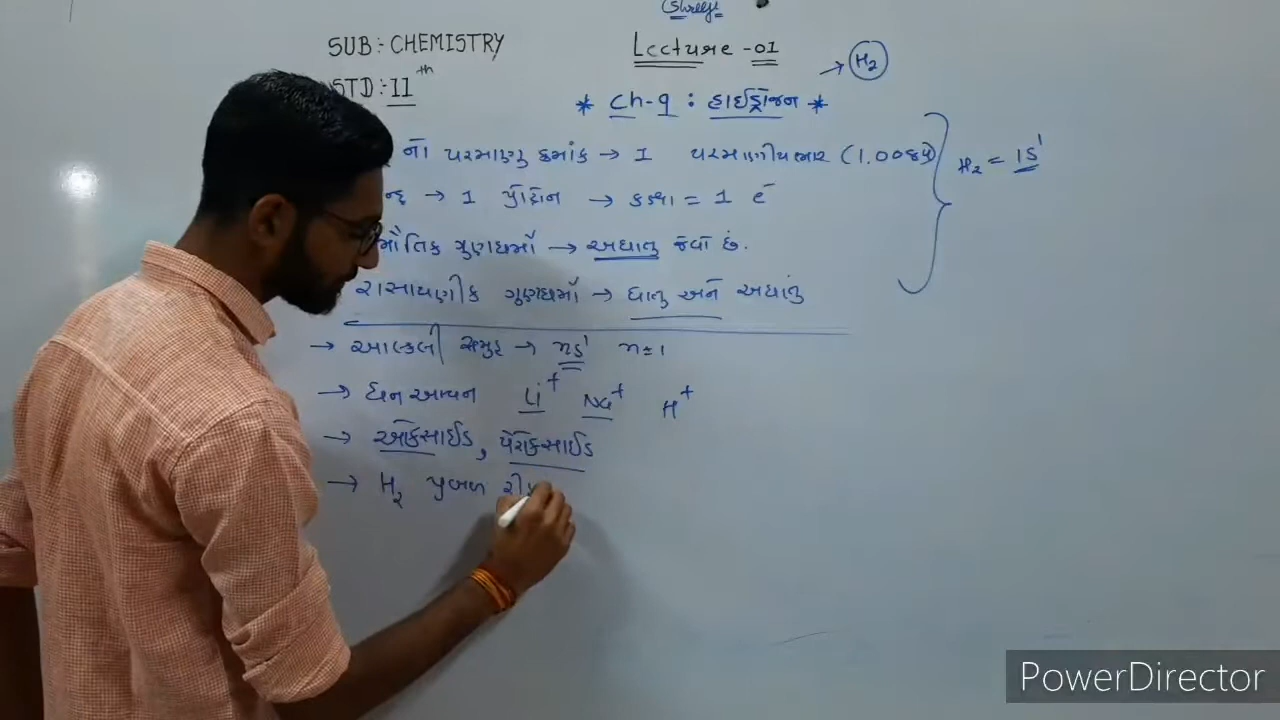 Shreeji
SUB:- CHEMISTRY
Lecture -01
STD:- 11th
→ H2
* Ch-9 : હાઈડ્રોજન *
નો પરમાણુ ક્રમાંક → 1 પરમાણ્વીયભાર
H2 = 1S¹
→ 1 પ્રોટોન → કક્ષા = 1 e⁻
ભૌતિક ગુણધર્મો → અધાતુ જેવા છે.
રાસાયણીક ગુણધર્મો → ધાતુ અને અધાતુ
→ આલ્કલી સમુહ → nS¹ n=1
→ ધન આયન Li⁺ Na⁺ H⁺
→ ઓક્સાઈડ, પેરોક્સાઈડ
→ H2 પ્રબળ
PowerDirector